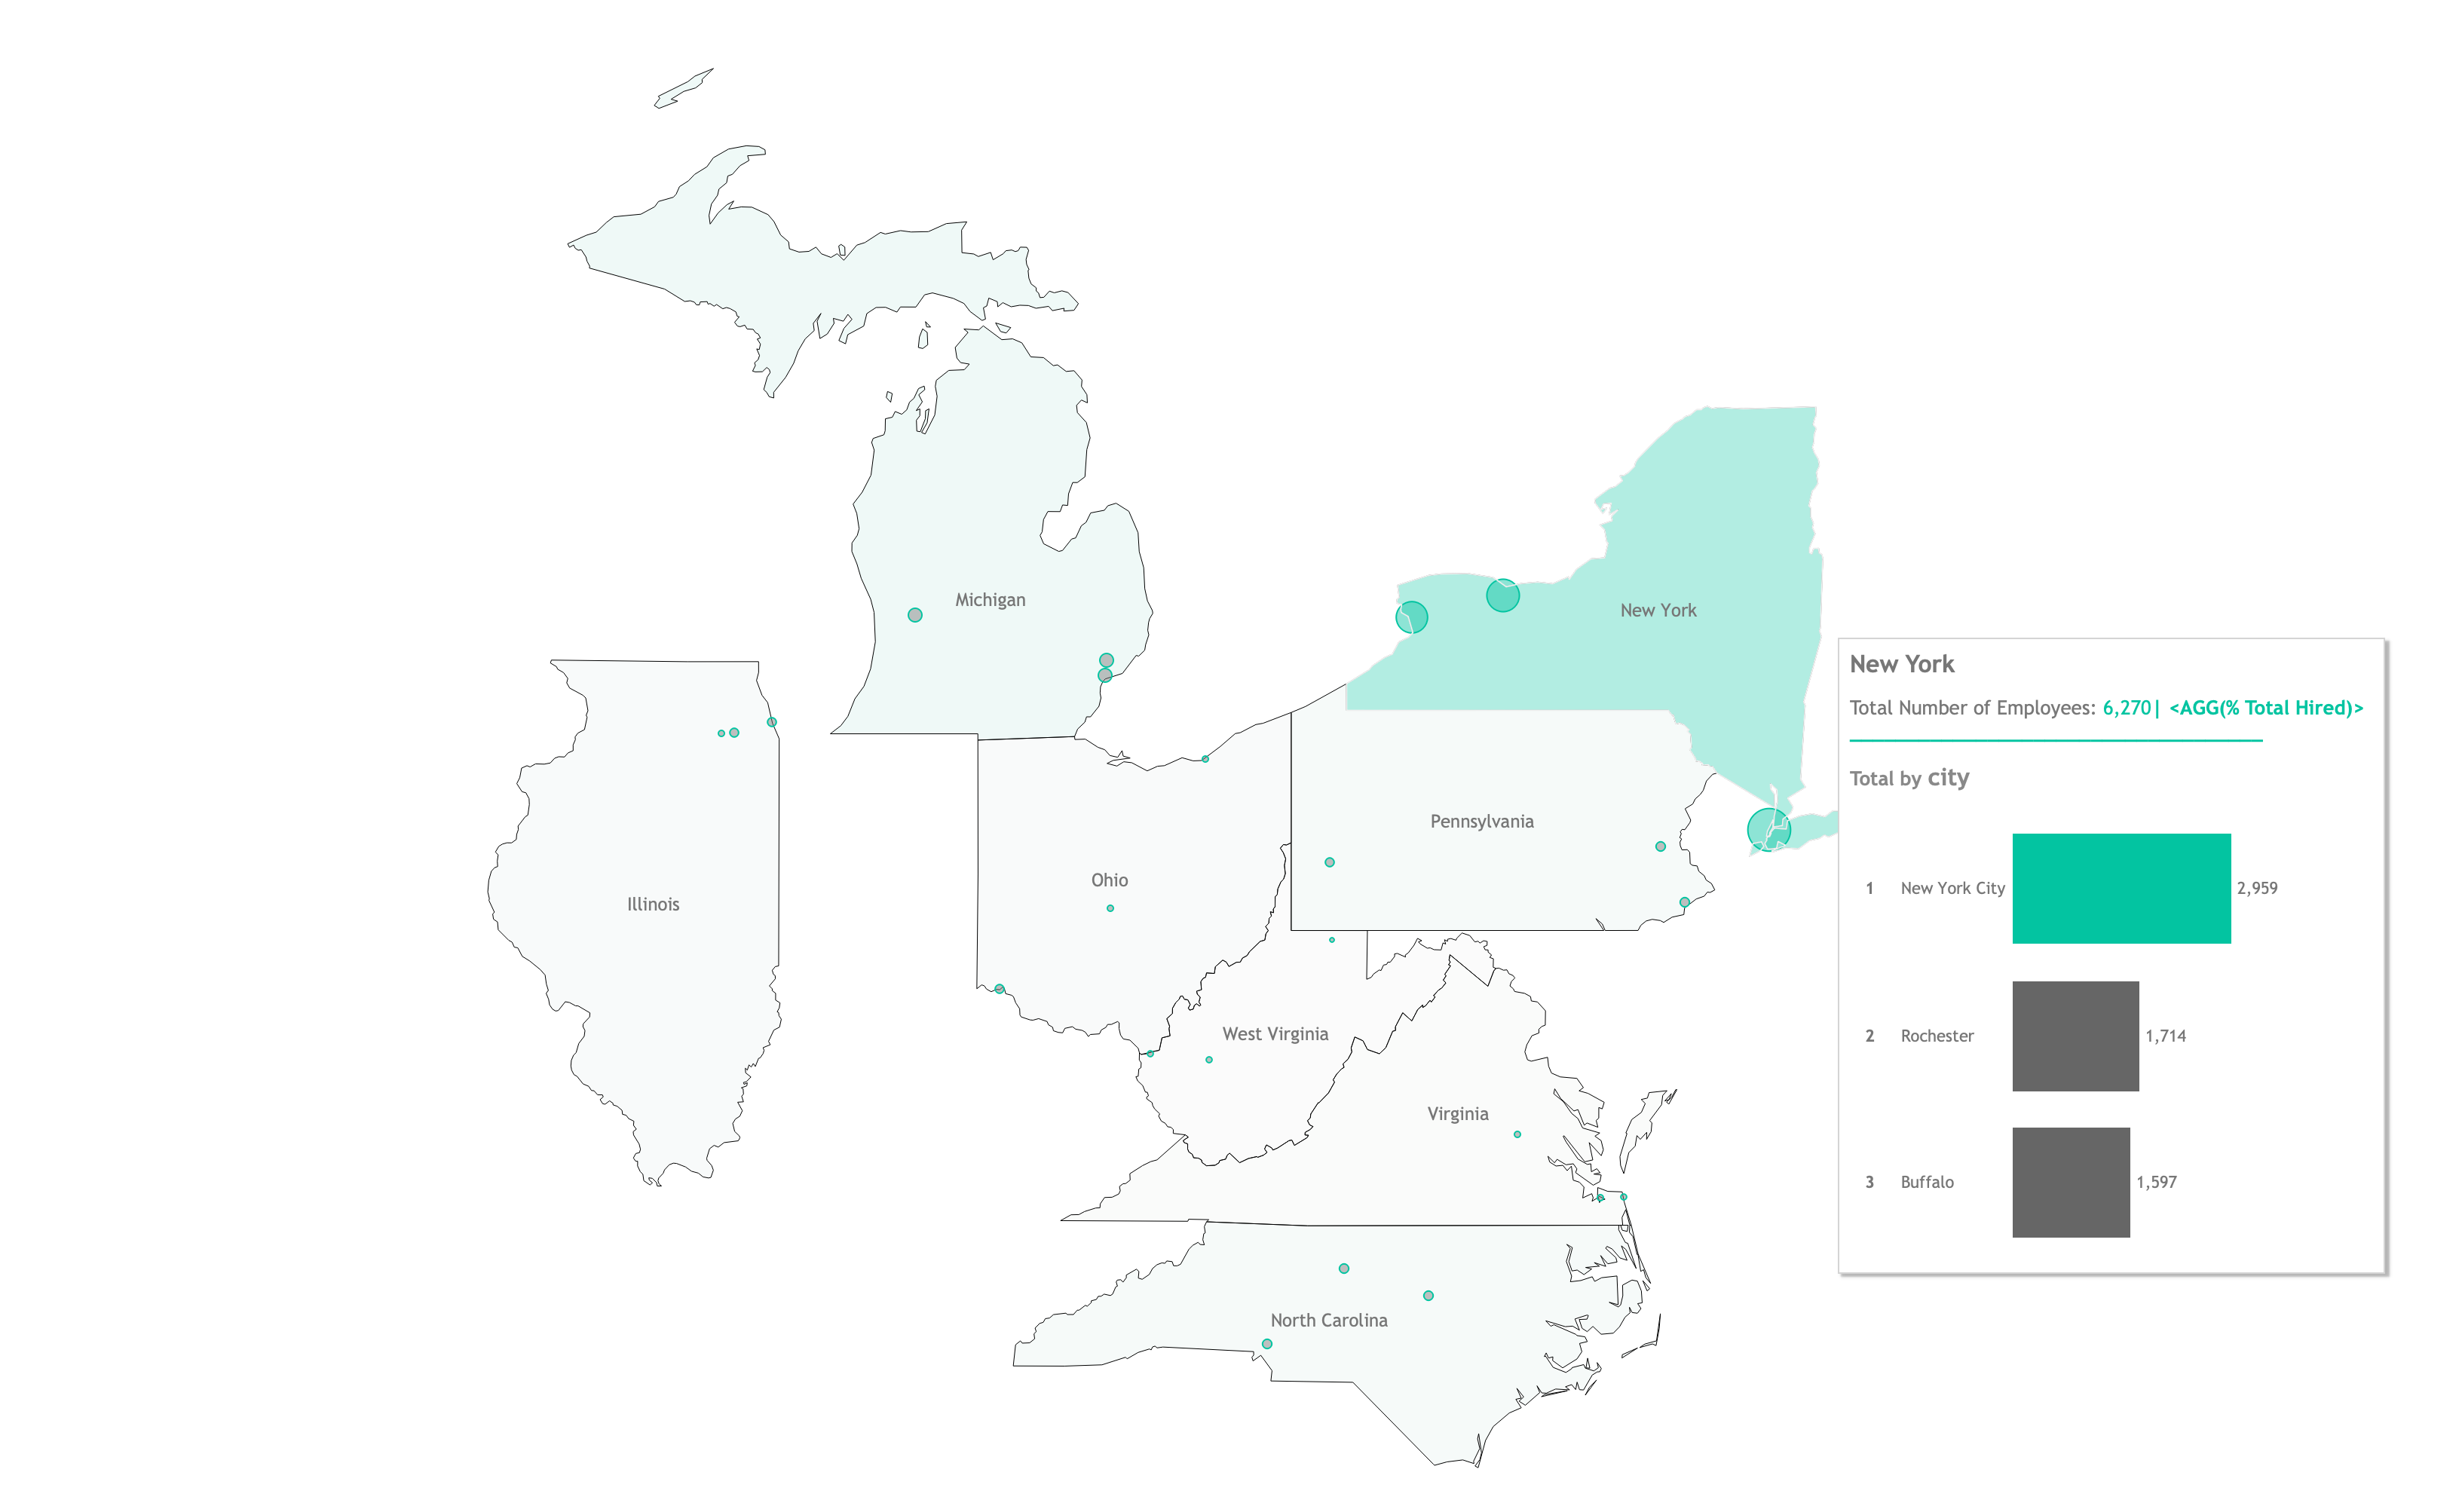 Michigan
New York
New York
Total Number of Employees: 6,270| <AGG(% Total Hired)>
Total by city
Pennsylvania
Ohio
1 New York City 2,959
Illinois
West Virginia
2 Rochester 1,714
Virginia
3 Buffalo 1,597
North Carolina